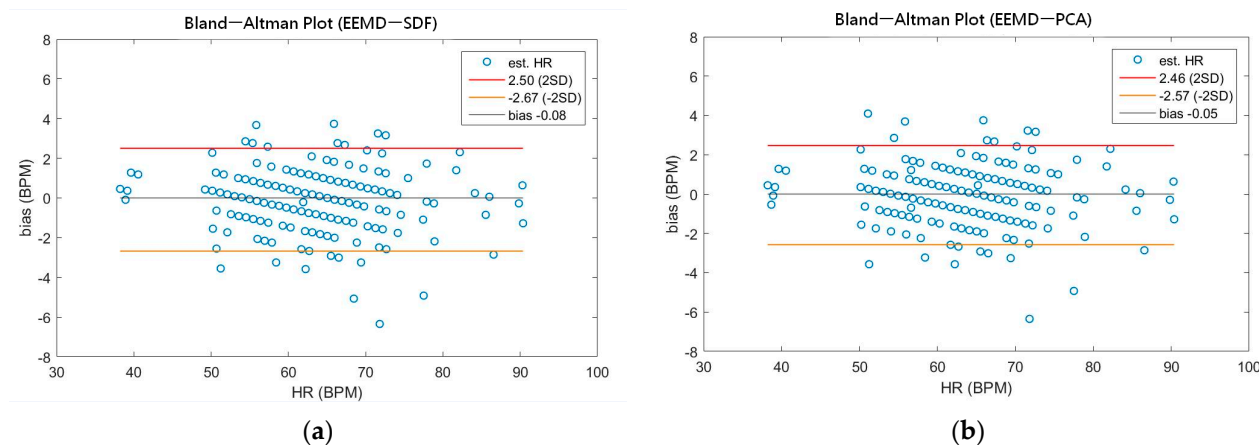 Bland－Altman Plot (EEMD－SDF)
8
6
4
2
0
-2
-4
-6
-8
bias (BPM)
est. HR
2.50 (2SD)
-2.67 (-2SD)
bias -0.08
30 40 50 60 70 80 90 100
HR (BPM)
(a)
Bland－Altman Plot (EEMD－PCA)
8
6
4
2
0
-2
-4
-6
-8
bias (BPM)
est. HR
2.46 (2SD)
-2.57 (-2SD)
bias -0.05
30 40 50 60 70 80 90 100
HR (BPM)
(b)